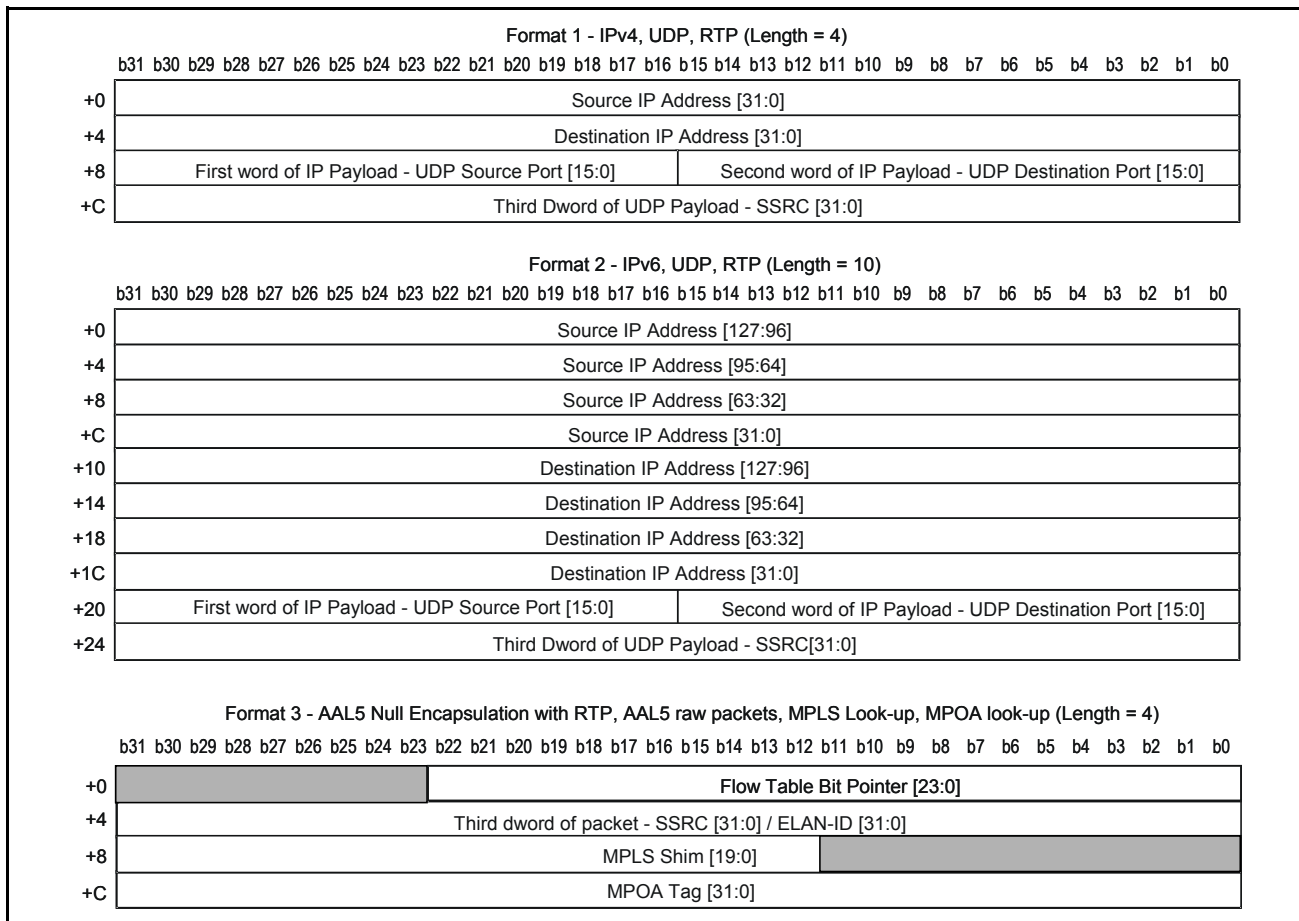 Format 1 - IPv4, UDP, RTP (Length = 4)
b31 b30 b29 b28 b27 b26 b25 b24 b23 b22 b21 b20 b19 b18 b17 b16 b15 b14 b13 b12 b11 b10 b9 b8 b7 b6 b5 b4 b3 b2 b1 b0
+0 Source IP Address [31:0]
+4 Destination IP Address [31:0]
+8 First word of IP Payload - UDP Source Port [15:0] Second word of IP Payload - UDP Destination Port [15:0]
+C Third Dword of UDP Payload - SSRC [31:0]
Format 2 - IPv6, UDP, RTP (Length = 10)
b31 b30 b29 b28 b27 b26 b25 b24 b23 b22 b21 b20 b19 b18 b17 b16 b15 b14 b13 b12 b11 b10 b9 b8 b7 b6 b5 b4 b3 b2 b1 b0
+0 Source IP Address [127:96]
+4 Source IP Address [95:64]
+8 Source IP Address [63:32]
+C Source IP Address [31:0]
+10 Destination IP Address [127:96]
+14 Destination IP Address [95:64]
+18 Destination IP Address [63:32]
+1C Destination IP Address [31:0]
+20 First word of IP Payload - UDP Source Port [15:0] Second word of IP Payload - UDP Destination Port [15:0]
+24 Third Dword of UDP Payload - SSRC[31:0]
Format 3 - AAL5 Null Encapsulation with RTP, AAL5 raw packets, MPLS Look-up, MPOA look-up (Length = 4)
b31 b30 b29 b28 b27 b26 b25 b24 b23 b22 b21 b20 b19 b18 b17 b16 b15 b14 b13 b12 b11 b10 b9 b8 b7 b6 b5 b4 b3 b2 b1 b0
+0 Flow Table Bit Pointer [23:0]
+4 Third dword of packet - SSRC [31:0] / ELAN-ID [31:0]
+8 MPLS Shim [19:0]
+C MPOA Tag [31:0]